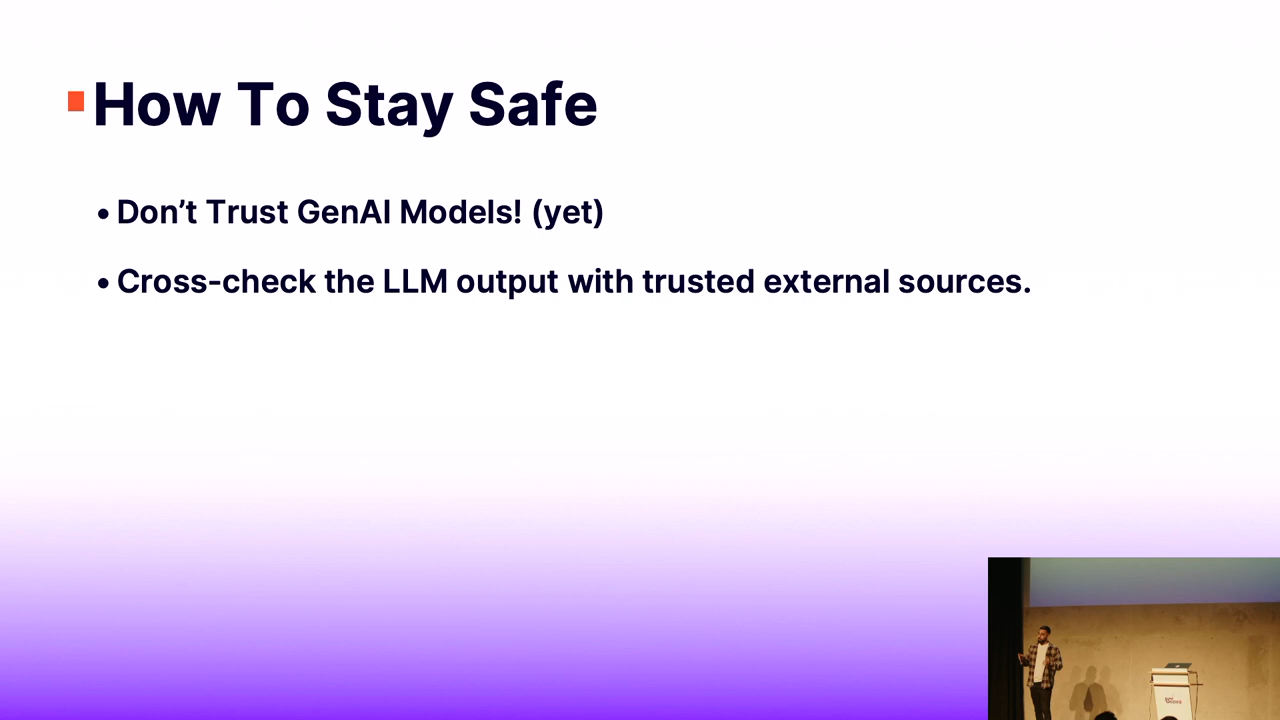 How To Stay Safe
• Don’t Trust GenAI Models! (yet)
• Cross-check the LLM output with trusted external sources.